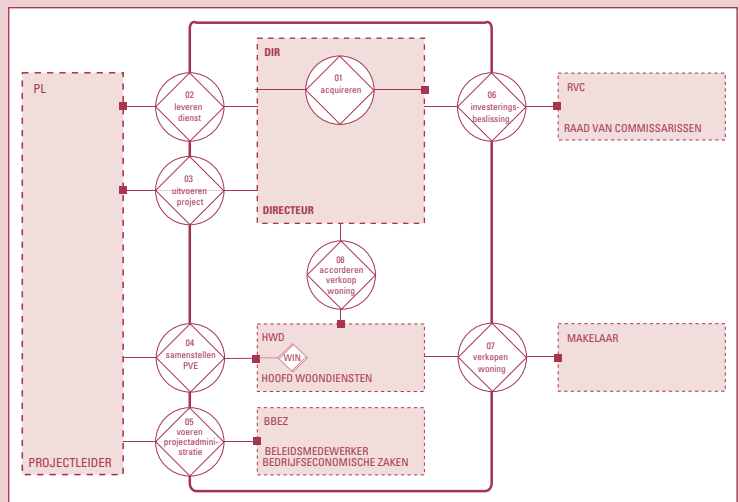 PL
PROJECTLEIDER
02
leveren
dienst
03
uitvoeren
project
04
samenstellen
PVE
05
voeren
projectadmini-
stratie
DIR
01
acquireren
DIRECTEUR
08
accorderen
verkoop
woning
HWD
WIN
HOOFD WOONDIENSTEN
BBEZ
BELEIDSMEDEWERKER
BEDRIJFSECONOMISCHE ZAKEN
06
investerings-
beslissing
07
verkopen
woning
RVC
RAAD VAN COMMISSARISSEN
MAKELAAR